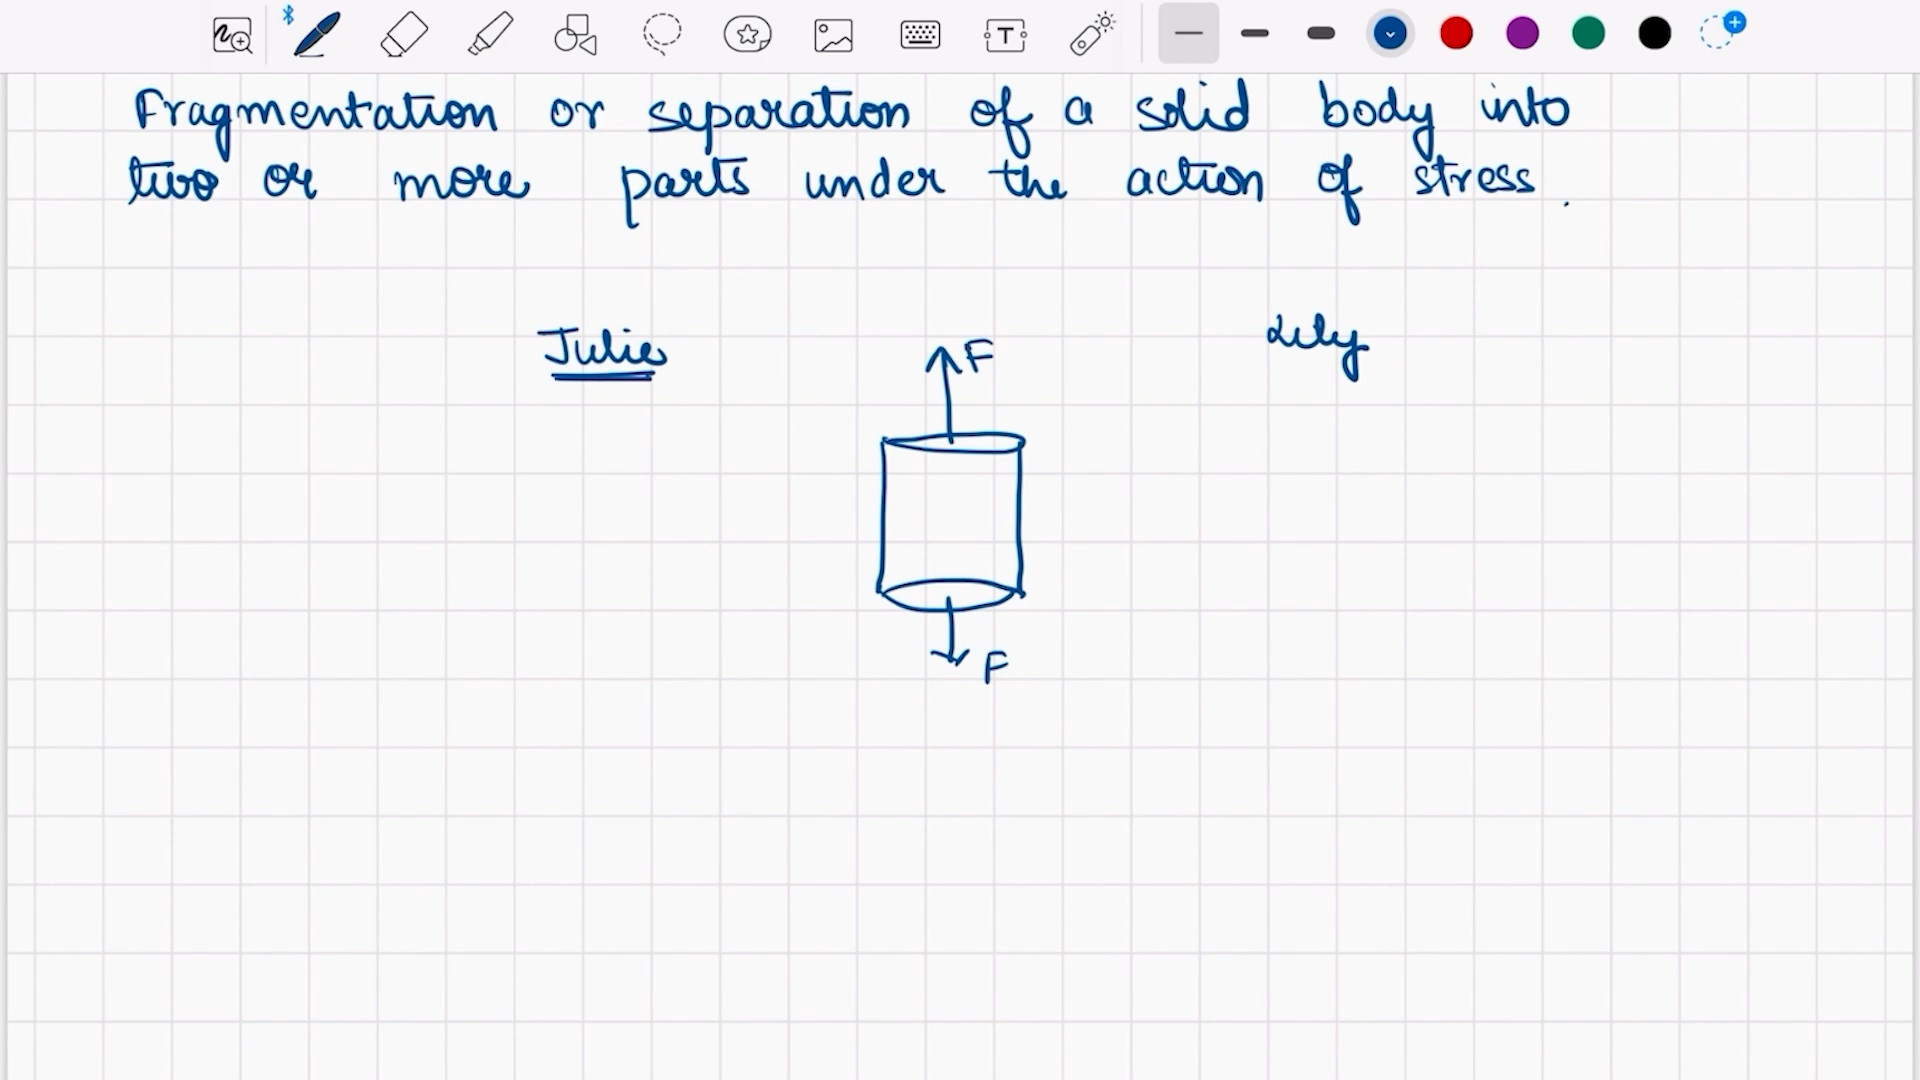 Fragmentation or separation of a solid body into
two or more parts under the action of stress.
Julie
Lily
F
F
T